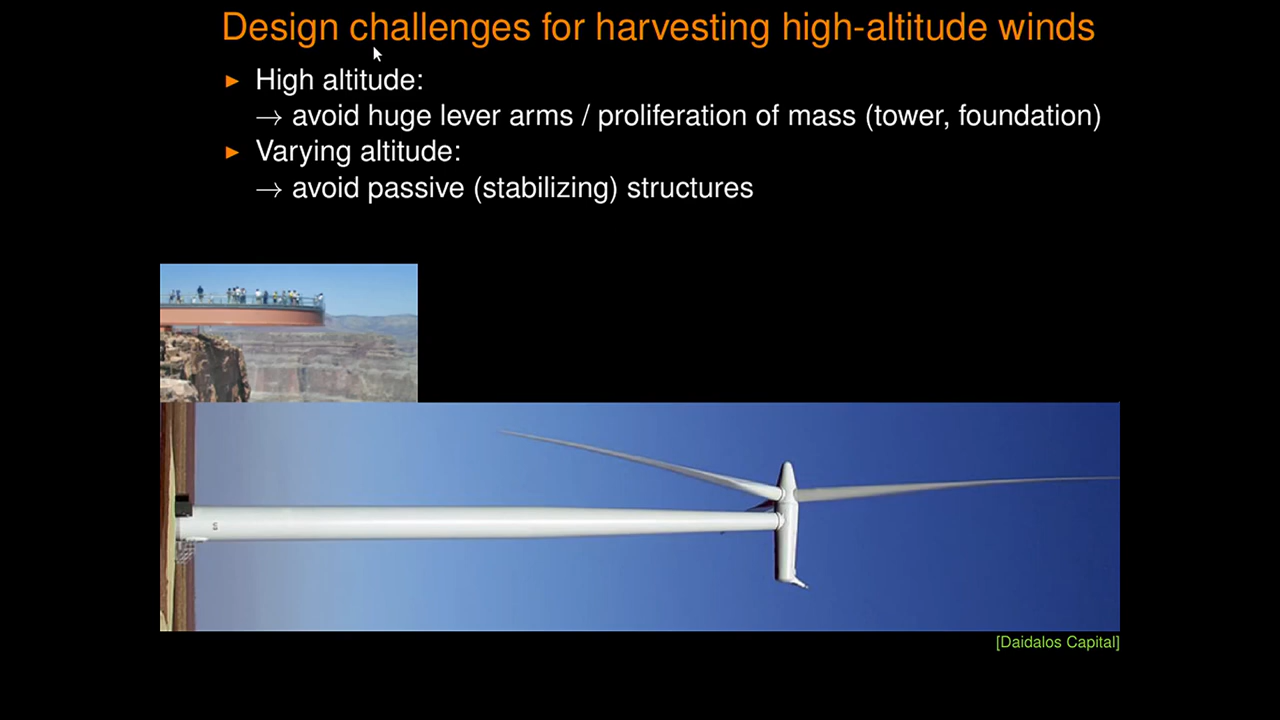 Design challenges for harvesting high-altitude winds
▶ High altitude:
→ avoid huge lever arms / proliferation of mass (tower, foundation)
▶ Varying altitude:
→ avoid passive (stabilizing) structures
S
[Daidalos Capital]